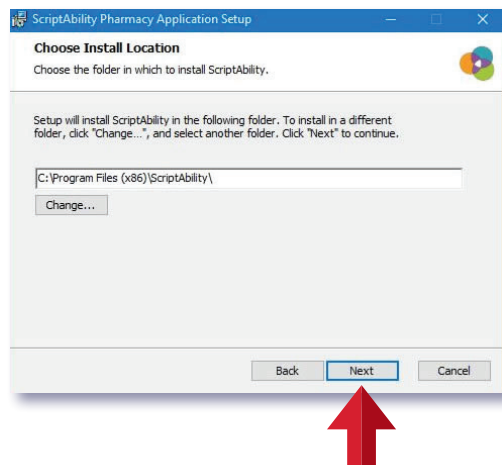 ScriptAbility Pharmacy Application Setup
Choose Install Location
Choose the folder in which to install ScriptAbility.
Setup will install ScriptAbility in the following folder. To install in a different
folder, click "Change...", and select another folder. Click "Next" to continue.
C:\Program Files (x86)\ScriptAbility\
Change...
Back Next Cancel